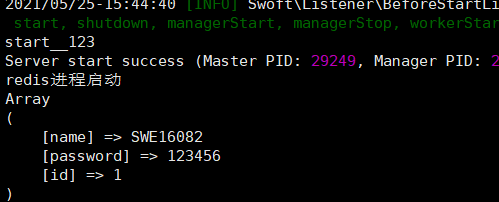 2021/05/25-15:44:40 [INFO] Swoft\Listener\BeforeStartLi
start, shutdown, managerStart, managerStop, workerStar
start__123
Server start success (Master PID: 29249, Manager PID: 2
redis进程启动
Array
(
[name] => SWE16082
[password] => 123456
[id] => 1
)